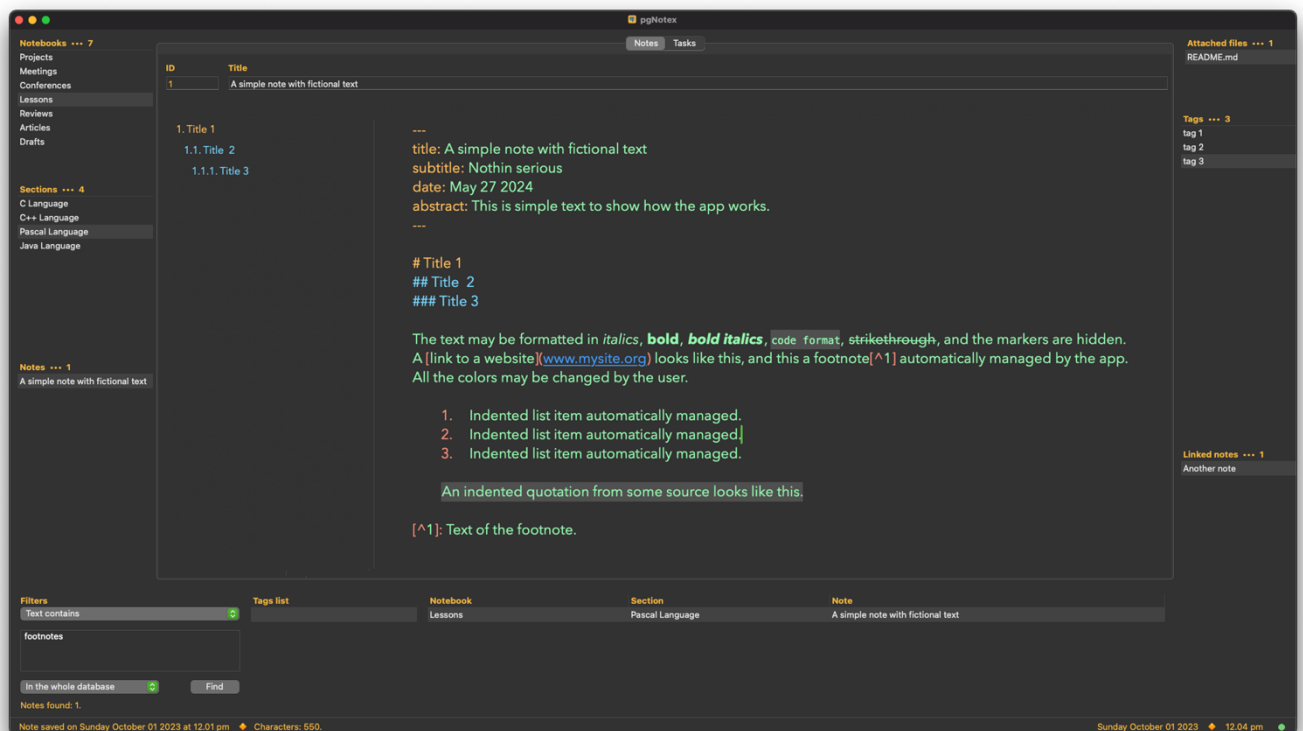 pgNotex
Notebooks ••• 7
Projects
Meetings
Conferences
Lessons
Reviews
Articles
Drafts
Sections ••• 4
C Language
C++ Language
Pascal Language
Java Language
Notes ••• 1
A simple note with fictional text
Notes Tasks
ID Title
1 A simple note with fictional text
1. Title 1
1.1. Title 2
1.1.1. Title 3
---
title: A simple note with fictional text
subtitle: Nothin serious
date: May 27 2024
abstract: This is simple text to show how the app works.
---
# Title 1
## Title 2
### Title 3
The text may be formatted in italics, bold, bold italics, code format, strikethrough, and the markers are hidden.
A [link to a website](www.mysite.org) looks like this, and this a footnote[^1] automatically managed by the app.
All the colors may be changed by the user.
1. Indented list item automatically managed.
2. Indented list item automatically managed.
3. Indented list item automatically managed.
An indented quotation from some source looks like this.
[^1]: Text of the footnote.
Attached files ••• 1
README.md
Tags ••• 3
tag 1
tag 2
tag 3
Linked notes ••• 1
Another note
Filters
Text contains
footnotes
In the whole database Find
Notes found: 1.
Tags list
Notebook Section Note
Lessons Pascal Language A simple note with fictional text
Note saved on Sunday October 01 2023 at 12.01 pm ◆ Characters: 550.
Sunday October 01 2023 ◆ 12.04 pm